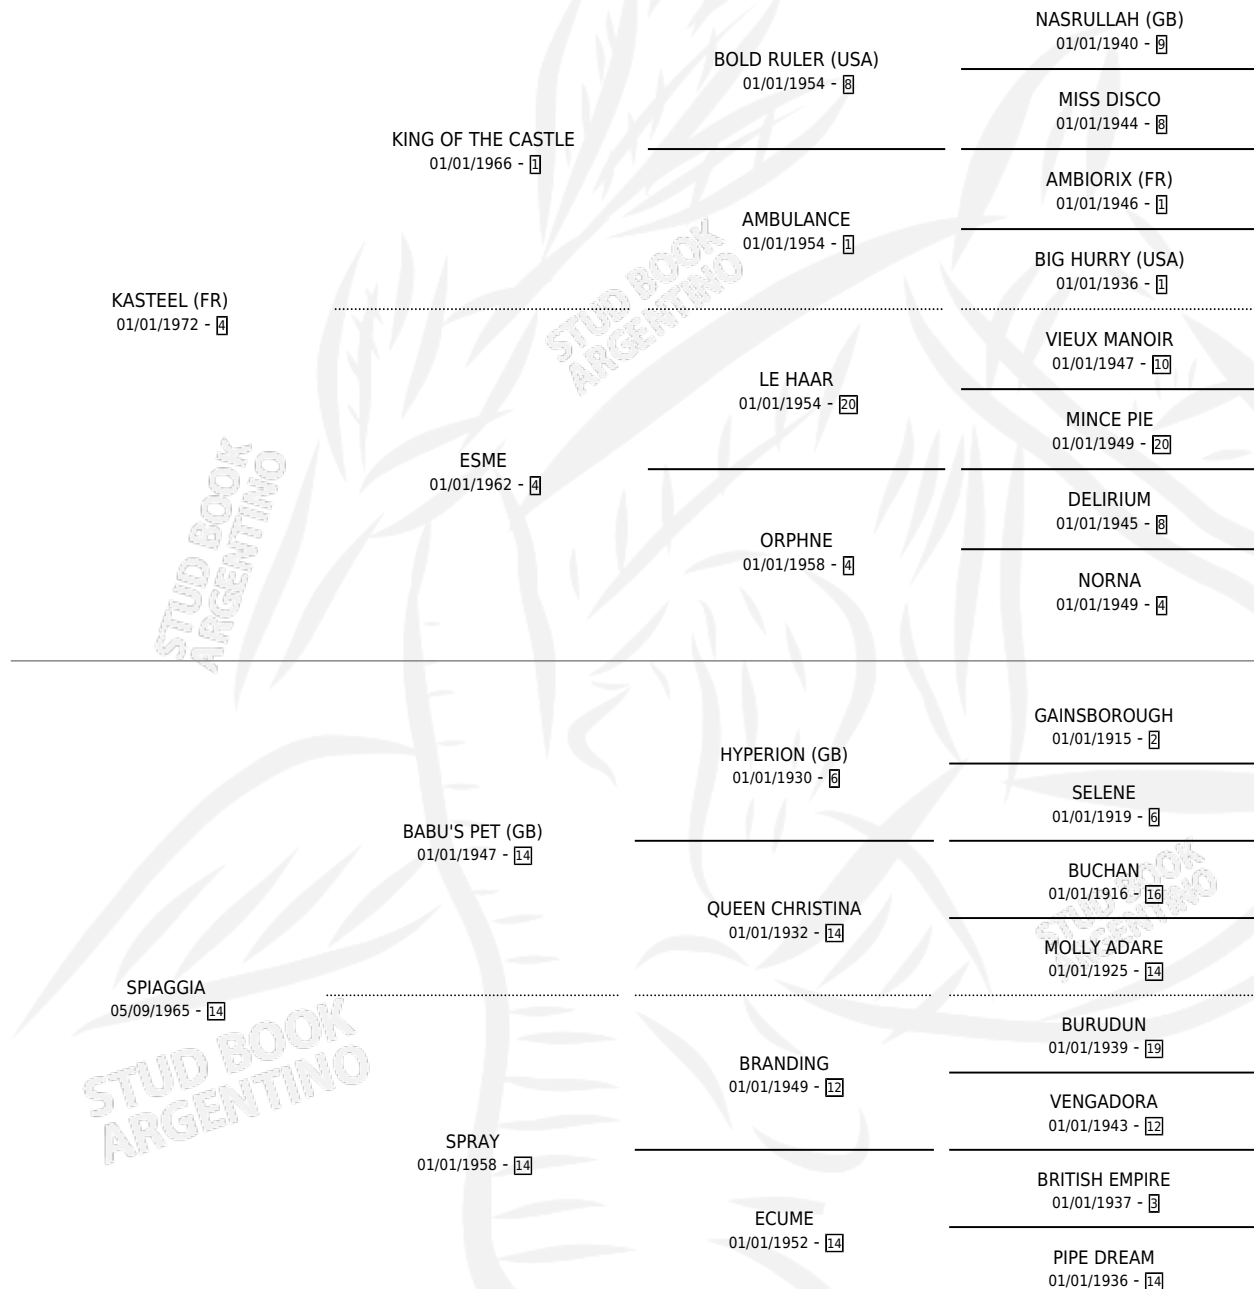 NASRULLAH (GB)
01/01/1940 - 9
BOLD RULER (USA)
01/01/1954 - 8
MISS DISCO
01/01/1944 - 8
KING OF THE CASTLE
01/01/1966 - 1
AMBIORIX (FR)
01/01/1946 - 1
AMBULANCE
01/01/1954 - 1
BIG HURRY (USA)
01/01/1936 - 1
KASTEEL (FR)
01/01/1972 - 4
VIEUX MANOIR
01/01/1947 - 10
LE HAAR
01/01/1954 - 20
MINCE PIE
01/01/1949 - 20
ESME
01/01/1962 - 4
DELIRIUM
01/01/1945 - 8
ORPHNE
01/01/1958 - 4
NORNA
01/01/1949 - 4
GAINSBOROUGH
01/01/1915 - 2
HYPERION (GB)
01/01/1930 - 6
SELENE
01/01/1919 - 6
BABU'S PET (GB)
01/01/1947 - 14
BUCHAN
01/01/1916 - 16
QUEEN CHRISTINA
01/01/1932 - 14
MOLLY ADARE
01/01/1925 - 14
SPIAGGIA
05/09/1965 - 14
BURUDUN
01/01/1939 - 19
BRANDING
01/01/1949 - 12
VENGADORA
01/01/1943 - 12
SPRAY
01/01/1958 - 14
BRITISH EMPIRE
01/01/1937 - 3
ECUME
01/01/1952 - 14
PIPE DREAM
01/01/1936 - 14
STUD BOOK
ARGENTINO
STUD BOOK
ARGENTINO
STUD BOOK
ARGENTINO
STUD BOOK
ARGENTINO